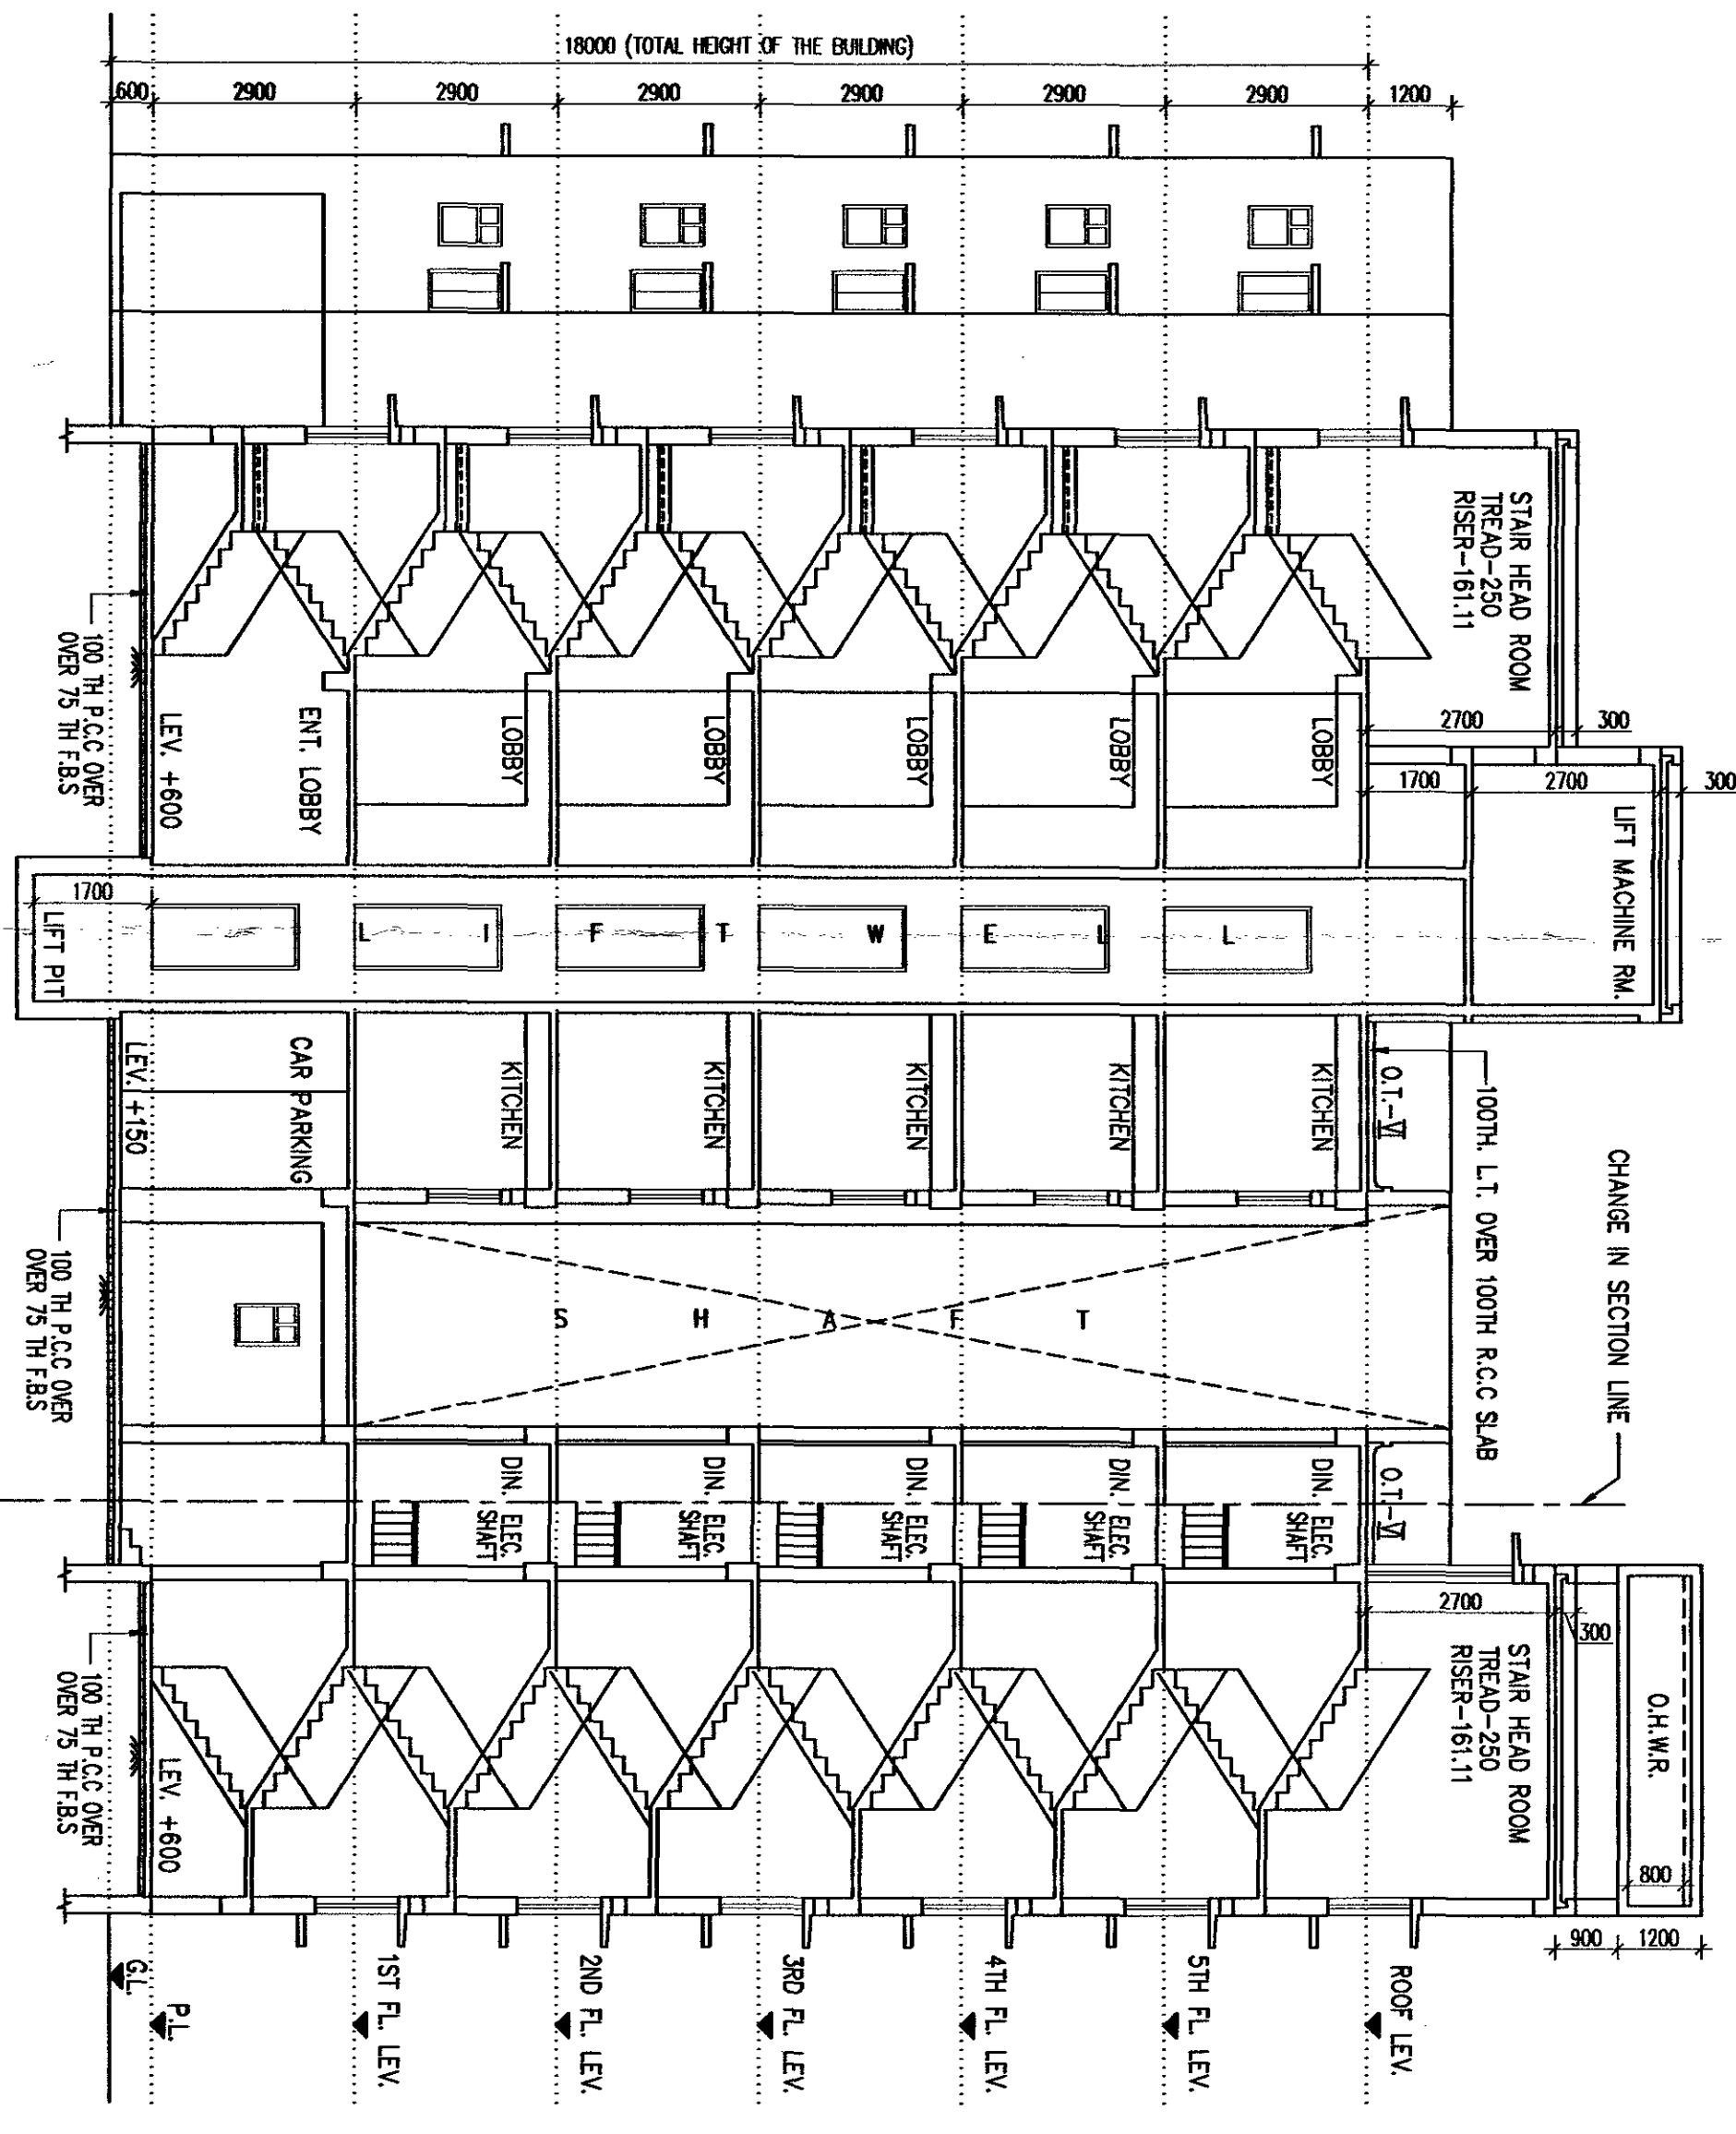 18000 (TOTAL HEIGHT OF THE BUILDING)
600
2900
2900
2900
2900
2900
2900
1200
STAIR HEAD ROOM
TREAD-250
RISER-161.11
2700
300
1700
2700
300
100 TH P.C.C OVER
OVER 75 TH F.B.S
LEV. +600
ENT. LOBBY
LOBBY
LOBBY
LOBBY
LOBBY
LOBBY
LIFT MACHINE RM.
1700
LIFT PIT
L I F T W E L L
LEV. +150
CAR PARKING
KITCHEN
KITCHEN
KITCHEN
KITCHEN
KITCHEN
O.T.-VI
100TH. L.T. OVER 100TH R.C.C SLAB
CHANGE IN SECTION LINE
100 TH P.C.C OVER
OVER 75 TH F.B.S
S H A F T
DIN.
DIN.
DIN.
DIN.
DIN.
ELEC.
SHAFT
ELEC.
SHAFT
ELEC.
SHAFT
ELEC.
SHAFT
ELEC.
SHAFT
O.T.-VI
2700
300
STAIR HEAD ROOM
TREAD-250
RISER-161.11
O.H.W.R.
800
900
1200
100 TH P.C.C OVER
OVER 75 TH F.B.S
LEV. +600
G.L.
P.L.
1ST FL. LEV.
2ND FL. LEV.
3RD FL. LEV.
4TH FL. LEV.
5TH FL. LEV.
ROOF LEV.